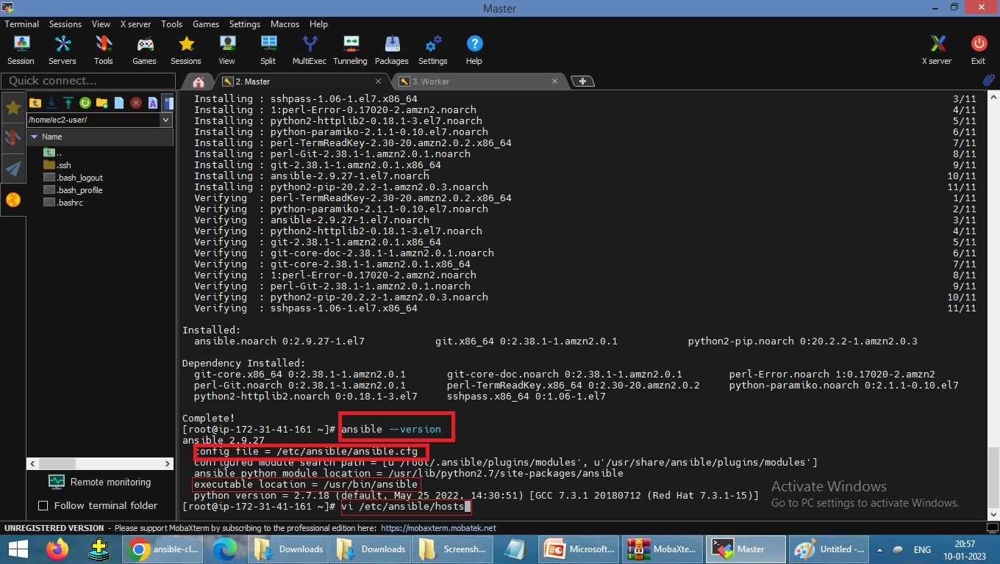 Master
Terminal Sessions View X server Tools Games Settings Macros Help
Session Servers Tools Games Sessions View Split MultiExec Tunneling Packages Settings Help X server Exit
Quick connect...
2. Master
3. Worker
/home/ec2-user/
Name
..
.ssh
.bash_logout
.bash_profile
.bashrc
Remote monitoring
Follow terminal folder
Installing : sshpass-1.06-1.el7.x86_64 3/11
Installing : 1:perl-Error-0.17020-2.amzn2.noarch 4/11
Installing : python2-httplib2-0.18.1-3.el7.noarch 5/11
Installing : python-paramiko-2.1.1-0.10.el7.noarch 6/11
Installing : perl-TermReadKey-2.30-20.amzn2.0.2.x86_64 7/11
Installing : perl-Git-2.38.1-1.amzn2.0.1.noarch 8/11
Installing : git-2.38.1-1.amzn2.0.1.x86_64 9/11
Installing : ansible-2.9.27-1.el7.noarch 10/11
Installing : python2-pip-20.2.2-1.amzn2.0.3.noarch 11/11
Verifying : perl-TermReadKey-2.30-20.amzn2.0.2.x86_64 1/11
Verifying : python-paramiko-2.1.1-0.10.el7.noarch 2/11
Verifying : ansible-2.9.27-1.el7.noarch 3/11
Verifying : python2-httplib2-0.18.1-3.el7.noarch 4/11
Verifying : git-2.38.1-1.amzn2.0.1.x86_64 5/11
Verifying : git-core-doc-2.38.1-1.amzn2.0.1.noarch 6/11
Verifying : git-core-2.38.1-1.amzn2.0.1.x86_64 7/11
Verifying : 1:perl-Error-0.17020-2.amzn2.noarch 8/11
Verifying : perl-Git-2.38.1-1.amzn2.0.1.noarch 9/11
Verifying : python2-pip-20.2.2-1.amzn2.0.3.noarch 10/11
Verifying : sshpass-1.06-1.el7.x86_64 11/11
Installed:
ansible.noarch 0:2.9.27-1.el7 git.x86_64 0:2.38.1-1.amzn2.0.1 python2-pip.noarch 0:20.2.2-1.amzn2.0.3
Dependency Installed:
git-core.x86_64 0:2.38.1-1.amzn2.0.1 git-core-doc.noarch 0:2.38.1-1.amzn2.0.1 perl-Error.noarch 1:0.17020-2.amzn2
perl-Git.noarch 0:2.38.1-1.amzn2.0.1 perl-TermReadKey.x86_64 0:2.30-20.amzn2.0.2 python-paramiko.noarch 0:2.1.1-0.10.el7
python2-httplib2.noarch 0:0.18.1-3.el7 sshpass.x86_64 0:1.06-1.el7
Complete!
[root@ip-172-31-41-161 ~]# ansible --version
ansible 2.9.27
config file = /etc/ansible/ansible.cfg
configured module search path = [u'/root/.ansible/plugins/modules', u'/usr/share/ansible/plugins/modules']
ansible python module location = /usr/lib/python2.7/site-packages/ansible
executable location = /usr/bin/ansible
python version = 2.7.18 (default, May 25 2022, 14:30:51) [GCC 7.3.1 20180712 (Red Hat 7.3.1-15)]
[root@ip-172-31-41-161 ~]# vi /etc/ansible/hosts
Activate Windows
Go to PC settings to activate Windows.
UNREGISTERED VERSION - Please support MobaXterm by subscribing to the professional edition here: https://mobaxterm.mobatek.net
ansible-cl... Downloads Downloads Screensh... Microsoft... MobaXte... Master Untitled -... ENG 20:57
10-01-2023